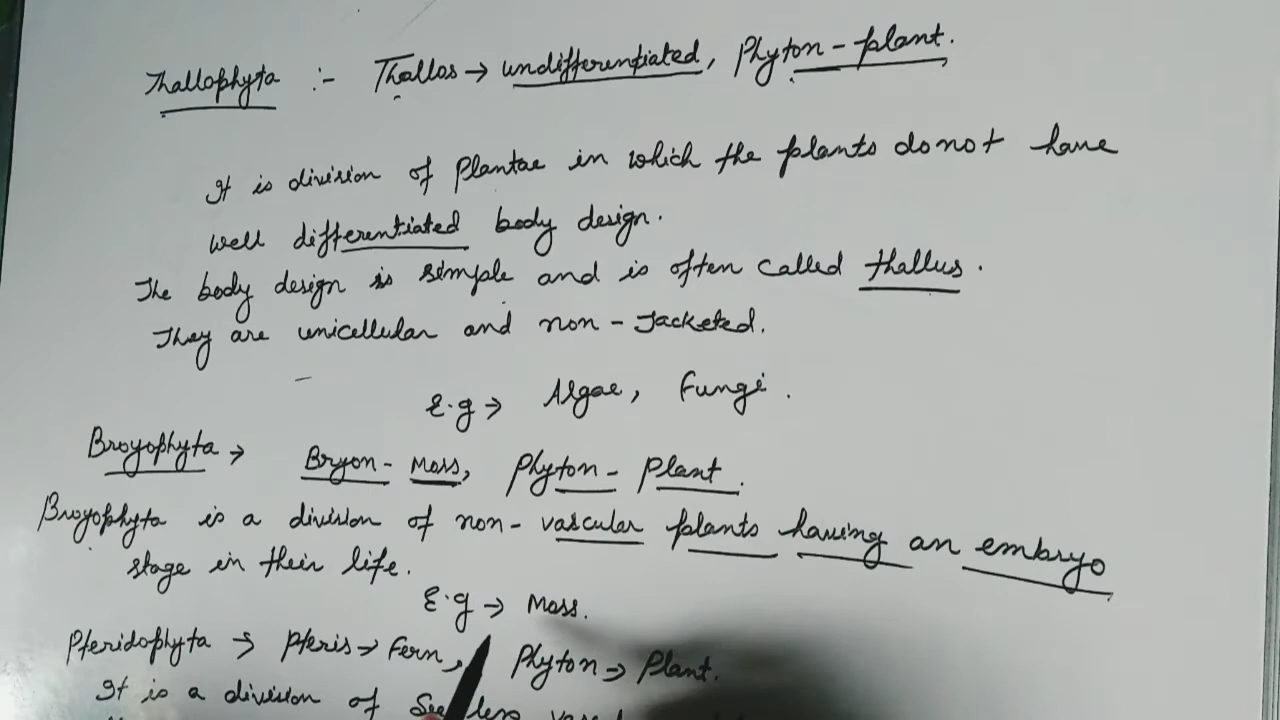 Thallophyta :- Thallos → undifferentiated, Phyton - plant.
It is division of Plantae in which the plants do not have
well differentiated body design.
The body design is simple and is often called thallus.
They are unicellular and non - Jacketed.
E.g → Algae, Fungi.
Broyophyta → Bryon - Moss, Phyton - Plant.
Broyophyta is a division of non - vascular plants having an embryo
stage in their life.
E.g → Moss.
Pteridophyta → Pteris → Fern, Phyton → Plant.
It is a division of